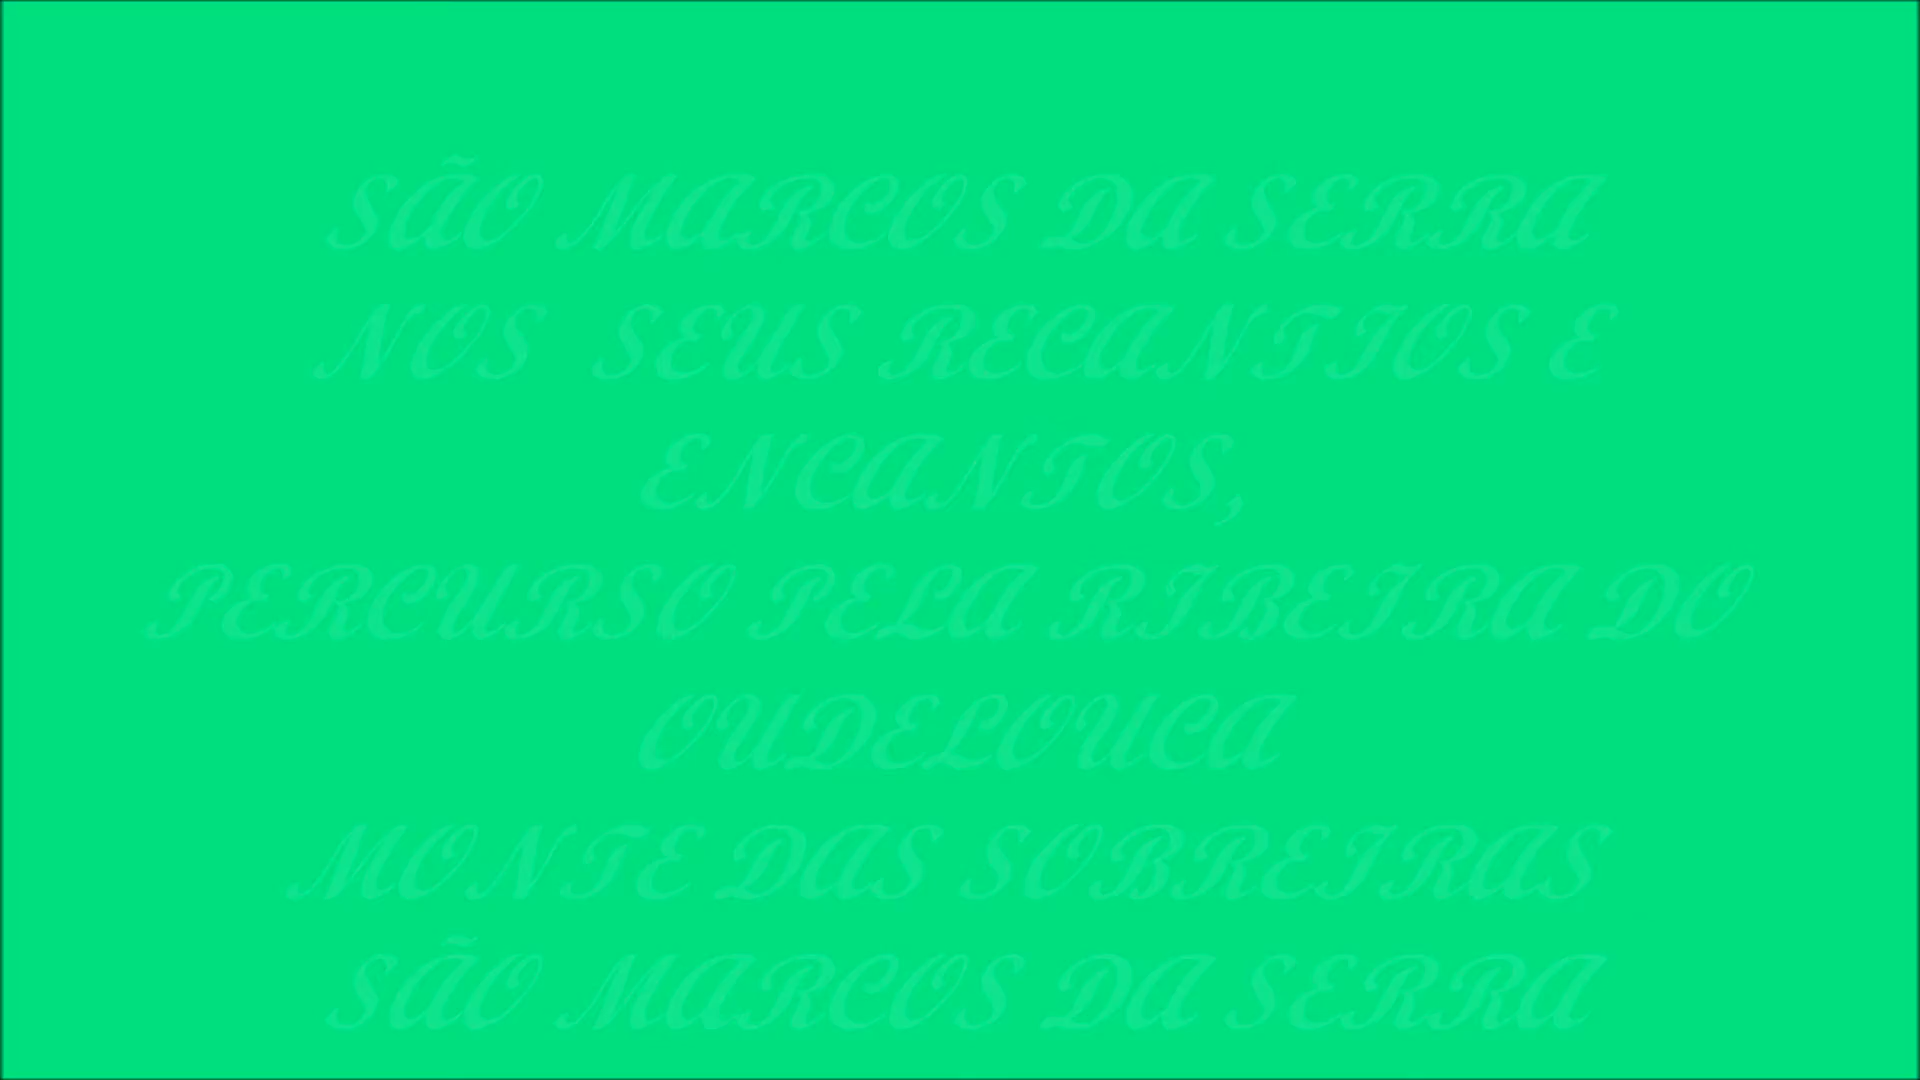 SÃO MARCOS DA SERRA
NOS SEUS RECANTIOS E
ENCANTOS,
PERCURSO PELA RIBEIRA DO
OUDELOUCA
MONTE DAS SOBREIRAS
SÃO MARCOS DA SERRA